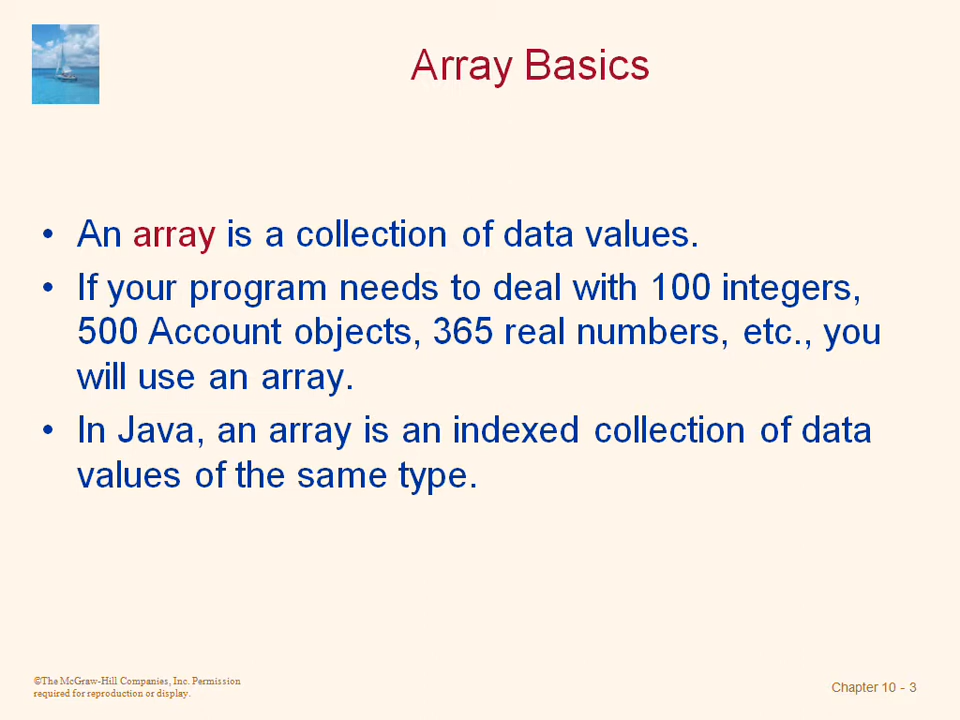 Array Basics
• An array is a collection of data values.
• If your program needs to deal with 100 integers,
500 Account objects, 365 real numbers, etc., you
will use an array.
• In Java, an array is an indexed collection of data
values of the same type.
©The McGraw-Hill Companies, Inc. Permission
required for reproduction or display.
Chapter 10 - 3